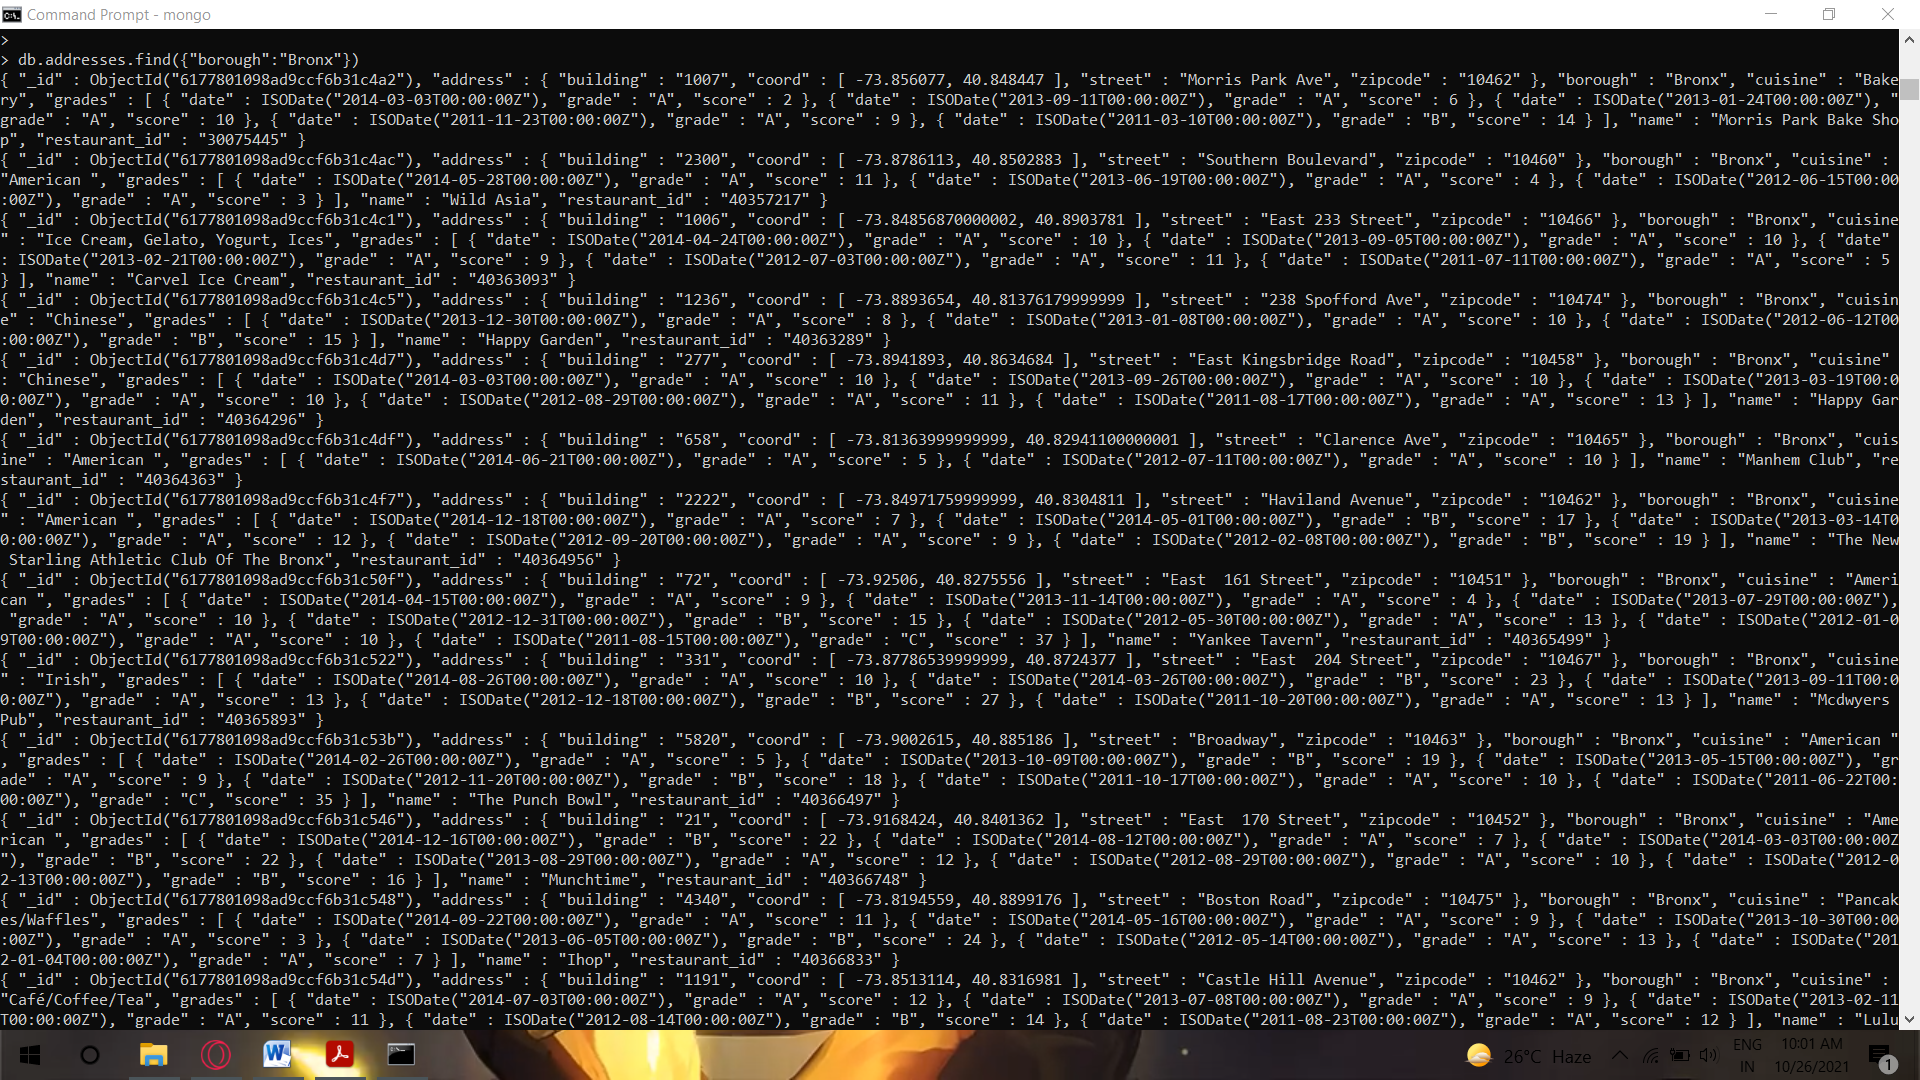 Command Prompt - mongo
>
> db.addresses.find({"borough":"Bronx"})
{ "_id" : ObjectId("6177801098ad9ccf6b31c4a2"), "address" : { "building" : "1007", "coord" : [ -73.856077, 40.848447 ], "street" : "Morris Park Ave", "zipcode" : "10462" }, "borough" : "Bronx", "cuisine" : "Bake
ry", "grades" : [ { "date" : ISODate("2014-03-03T00:00:00Z"), "grade" : "A", "score" : 2 }, { "date" : ISODate("2013-09-11T00:00:00Z"), "grade" : "A", "score" : 6 }, { "date" : ISODate("2013-01-24T00:00:00Z"), "
grade" : "A", "score" : 10 }, { "date" : ISODate("2011-11-23T00:00:00Z"), "grade" : "A", "score" : 9 }, { "date" : ISODate("2011-03-10T00:00:00Z"), "grade" : "B", "score" : 14 } ], "name" : "Morris Park Bake Sho
p", "restaurant_id" : "30075445" }
{ "_id" : ObjectId("6177801098ad9ccf6b31c4ac"), "address" : { "building" : "2300", "coord" : [ -73.8786113, 40.8502883 ], "street" : "Southern Boulevard", "zipcode" : "10460" }, "borough" : "Bronx", "cuisine" :
"American ", "grades" : [ { "date" : ISODate("2014-05-28T00:00:00Z"), "grade" : "A", "score" : 11 }, { "date" : ISODate("2013-06-19T00:00:00Z"), "grade" : "A", "score" : 4 }, { "date" : ISODate("2012-06-15T00:00
:00Z"), "grade" : "A", "score" : 3 } ], "name" : "Wild Asia", "restaurant_id" : "40357217" }
{ "_id" : ObjectId("6177801098ad9ccf6b31c4c1"), "address" : { "building" : "1006", "coord" : [ -73.84856870000002, 40.8903781 ], "street" : "East 233 Street", "zipcode" : "10466" }, "borough" : "Bronx", "cuisine
" : "Ice Cream, Gelato, Yogurt, Ices", "grades" : [ { "date" : ISODate("2014-04-24T00:00:00Z"), "grade" : "A", "score" : 10 }, { "date" : ISODate("2013-09-05T00:00:00Z"), "grade" : "A", "score" : 10 }, { "date"
: ISODate("2013-02-21T00:00:00Z"), "grade" : "A", "score" : 9 }, { "date" : ISODate("2012-07-03T00:00:00Z"), "grade" : "A", "score" : 11 }, { "date" : ISODate("2011-07-11T00:00:00Z"), "grade" : "A", "score" : 5
} ], "name" : "Carvel Ice Cream", "restaurant_id" : "40363093" }
{ "_id" : ObjectId("6177801098ad9ccf6b31c4c5"), "address" : { "building" : "1236", "coord" : [ -73.8893654, 40.81376179999999 ], "street" : "238 Spofford Ave", "zipcode" : "10474" }, "borough" : "Bronx", "cuisin
e" : "Chinese", "grades" : [ { "date" : ISODate("2013-12-30T00:00:00Z"), "grade" : "A", "score" : 8 }, { "date" : ISODate("2013-01-08T00:00:00Z"), "grade" : "A", "score" : 10 }, { "date" : ISODate("2012-06-12T00
:00:00Z"), "grade" : "B", "score" : 15 } ], "name" : "Happy Garden", "restaurant_id" : "40363289" }
{ "_id" : ObjectId("6177801098ad9ccf6b31c4d7"), "address" : { "building" : "277", "coord" : [ -73.8941893, 40.8634684 ], "street" : "East Kingsbridge Road", "zipcode" : "10458" }, "borough" : "Bronx", "cuisine"
: "Chinese", "grades" : [ { "date" : ISODate("2014-03-03T00:00:00Z"), "grade" : "A", "score" : 10 }, { "date" : ISODate("2013-09-26T00:00:00Z"), "grade" : "A", "score" : 10 }, { "date" : ISODate("2013-03-19T00:0
0:00Z"), "grade" : "A", "score" : 10 }, { "date" : ISODate("2012-08-29T00:00:00Z"), "grade" : "A", "score" : 11 }, { "date" : ISODate("2011-08-17T00:00:00Z"), "grade" : "A", "score" : 13 } ], "name" : "Happy Gar
den", "restaurant_id" : "40364296" }
{ "_id" : ObjectId("6177801098ad9ccf6b31c4df"), "address" : { "building" : "658", "coord" : [ -73.81363999999999, 40.82941100000001 ], "street" : "Clarence Ave", "zipcode" : "10465" }, "borough" : "Bronx", "cuis
ine" : "American ", "grades" : [ { "date" : ISODate("2014-06-21T00:00:00Z"), "grade" : "A", "score" : 5 }, { "date" : ISODate("2012-07-11T00:00:00Z"), "grade" : "A", "score" : 10 } ], "name" : "Manhem Club", "re
staurant_id" : "40364363" }
{ "_id" : ObjectId("6177801098ad9ccf6b31c4f7"), "address" : { "building" : "2222", "coord" : [ -73.84971759999999, 40.8304811 ], "street" : "Haviland Avenue", "zipcode" : "10462" }, "borough" : "Bronx", "cuisine
" : "American ", "grades" : [ { "date" : ISODate("2014-12-18T00:00:00Z"), "grade" : "A", "score" : 7 }, { "date" : ISODate("2014-05-01T00:00:00Z"), "grade" : "B", "score" : 17 }, { "date" : ISODate("2013-03-14T0
0:00:00Z"), "grade" : "A", "score" : 12 }, { "date" : ISODate("2012-09-20T00:00:00Z"), "grade" : "A", "score" : 9 }, { "date" : ISODate("2012-02-08T00:00:00Z"), "grade" : "B", "score" : 19 } ], "name" : "The New
 Starling Athletic Club Of The Bronx", "restaurant_id" : "40364956" }
{ "_id" : ObjectId("6177801098ad9ccf6b31c50f"), "address" : { "building" : "72", "coord" : [ -73.92506, 40.8275556 ], "street" : "East  161 Street", "zipcode" : "10451" }, "borough" : "Bronx", "cuisine" : "Ameri
can ", "grades" : [ { "date" : ISODate("2014-04-15T00:00:00Z"), "grade" : "A", "score" : 9 }, { "date" : ISODate("2013-11-14T00:00:00Z"), "grade" : "A", "score" : 4 }, { "date" : ISODate("2013-07-29T00:00:00Z"),
 "grade" : "A", "score" : 10 }, { "date" : ISODate("2012-12-31T00:00:00Z"), "grade" : "B", "score" : 15 }, { "date" : ISODate("2012-05-30T00:00:00Z"), "grade" : "A", "score" : 13 }, { "date" : ISODate("2012-01-0
9T00:00:00Z"), "grade" : "A", "score" : 10 }, { "date" : ISODate("2011-08-15T00:00:00Z"), "grade" : "C", "score" : 37 } ], "name" : "Yankee Tavern", "restaurant_id" : "40365499" }
{ "_id" : ObjectId("6177801098ad9ccf6b31c522"), "address" : { "building" : "331", "coord" : [ -73.87786539999999, 40.8724377 ], "street" : "East  204 Street", "zipcode" : "10467" }, "borough" : "Bronx", "cuisine
" : "Irish", "grades" : [ { "date" : ISODate("2014-08-26T00:00:00Z"), "grade" : "A", "score" : 10 }, { "date" : ISODate("2014-03-26T00:00:00Z"), "grade" : "B", "score" : 23 }, { "date" : ISODate("2013-09-11T00:0
0:00Z"), "grade" : "A", "score" : 13 }, { "date" : ISODate("2012-12-18T00:00:00Z"), "grade" : "B", "score" : 27 }, { "date" : ISODate("2011-10-20T00:00:00Z"), "grade" : "A", "score" : 13 } ], "name" : "Mcdwyers
Pub", "restaurant_id" : "40365893" }
{ "_id" : ObjectId("6177801098ad9ccf6b31c53b"), "address" : { "building" : "5820", "coord" : [ -73.9002615, 40.885186 ], "street" : "Broadway", "zipcode" : "10463" }, "borough" : "Bronx", "cuisine" : "American "
, "grades" : [ { "date" : ISODate("2014-02-26T00:00:00Z"), "grade" : "A", "score" : 5 }, { "date" : ISODate("2013-10-09T00:00:00Z"), "grade" : "B", "score" : 19 }, { "date" : ISODate("2013-05-15T00:00:00Z"), "gr
ade" : "A", "score" : 9 }, { "date" : ISODate("2012-11-20T00:00:00Z"), "grade" : "B", "score" : 18 }, { "date" : ISODate("2011-10-17T00:00:00Z"), "grade" : "A", "score" : 10 }, { "date" : ISODate("2011-06-22T00:
00:00Z"), "grade" : "C", "score" : 35 } ], "name" : "The Punch Bowl", "restaurant_id" : "40366497" }
{ "_id" : ObjectId("6177801098ad9ccf6b31c546"), "address" : { "building" : "21", "coord" : [ -73.9168424, 40.8401362 ], "street" : "East  170 Street", "zipcode" : "10452" }, "borough" : "Bronx", "cuisine" : "Ame
rican ", "grades" : [ { "date" : ISODate("2014-12-16T00:00:00Z"), "grade" : "B", "score" : 22 }, { "date" : ISODate("2014-08-12T00:00:00Z"), "grade" : "A", "score" : 7 }, { "date" : ISODate("2014-03-03T00:00:00Z
"), "grade" : "B", "score" : 22 }, { "date" : ISODate("2013-08-29T00:00:00Z"), "grade" : "A", "score" : 12 }, { "date" : ISODate("2012-08-29T00:00:00Z"), "grade" : "A", "score" : 10 }, { "date" : ISODate("2012-0
2-13T00:00:00Z"), "grade" : "B", "score" : 16 } ], "name" : "Munchtime", "restaurant_id" : "40366748" }
{ "_id" : ObjectId("6177801098ad9ccf6b31c548"), "address" : { "building" : "4340", "coord" : [ -73.8194559, 40.8899176 ], "street" : "Boston Road", "zipcode" : "10475" }, "borough" : "Bronx", "cuisine" : "Pancak
es/Waffles", "grades" : [ { "date" : ISODate("2014-09-22T00:00:00Z"), "grade" : "A", "score" : 11 }, { "date" : ISODate("2014-05-16T00:00:00Z"), "grade" : "A", "score" : 9 }, { "date" : ISODate("2013-10-30T00:00
:00Z"), "grade" : "A", "score" : 3 }, { "date" : ISODate("2013-06-05T00:00:00Z"), "grade" : "B", "score" : 24 }, { "date" : ISODate("2012-05-14T00:00:00Z"), "grade" : "A", "score" : 13 }, { "date" : ISODate("201
2-01-04T00:00:00Z"), "grade" : "A", "score" : 7 } ], "name" : "Ihop", "restaurant_id" : "40366833" }
{ "_id" : ObjectId("6177801098ad9ccf6b31c54d"), "address" : { "building" : "1191", "coord" : [ -73.8513114, 40.8316981 ], "street" : "Castle Hill Avenue", "zipcode" : "10462" }, "borough" : "Bronx", "cuisine" :
"Café/Coffee/Tea", "grades" : [ { "date" : ISODate("2014-07-03T00:00:00Z"), "grade" : "A", "score" : 12 }, { "date" : ISODate("2013-07-08T00:00:00Z"), "grade" : "A", "score" : 9 }, { "date" : ISODate("2013-02-11
T00:00:00Z"), "grade" : "A", "score" : 11 }, { "date" : ISODate("2012-08-14T00:00:00Z"), "grade" : "B", "score" : 14 }, { "date" : ISODate("2011-08-23T00:00:00Z"), "grade" : "A", "score" : 12 } ], "name" : "Lulu
26°C Haze
ENG
IN
10:01 AM
10/26/2021
1